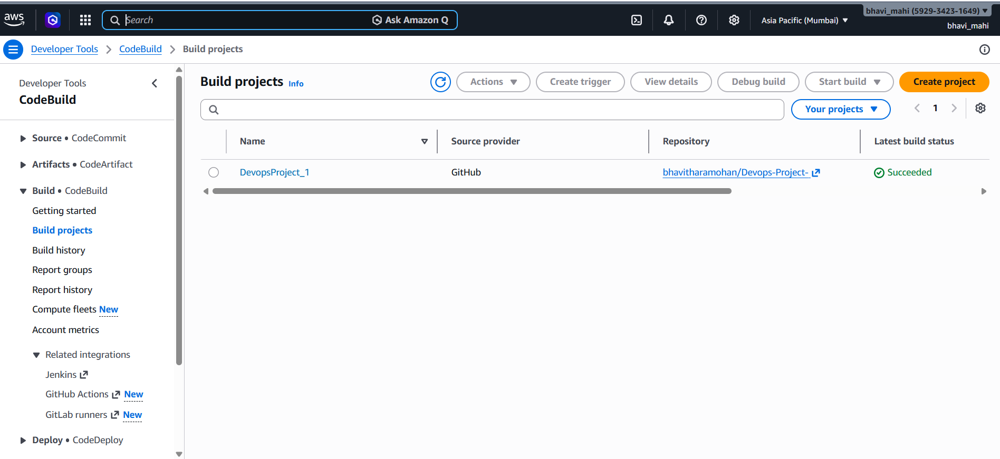 aws
Search
Ask Amazon Q
Asia Pacific (Mumbai)
bhavi_mahi (5929-3423-1649)
bhavi_mahi
Developer Tools
CodeBuild
Build projects
Developer Tools
CodeBuild
Source • CodeCommit
Artifacts • CodeArtifact
Build • CodeBuild
Getting started
Build projects
Build history
Report groups
Report history
Compute fleets New
Account metrics
Related integrations
Jenkins
GitHub Actions New
GitLab runners New
Deploy • CodeDeploy
Build projects Info
Actions
Create trigger
View details
Debug build
Start build
Create project
Your projects
1
Name
Source provider
Repository
Latest build status
DevopsProject_1
GitHub
bhavitharamohan/Devops-Project-
Succeeded